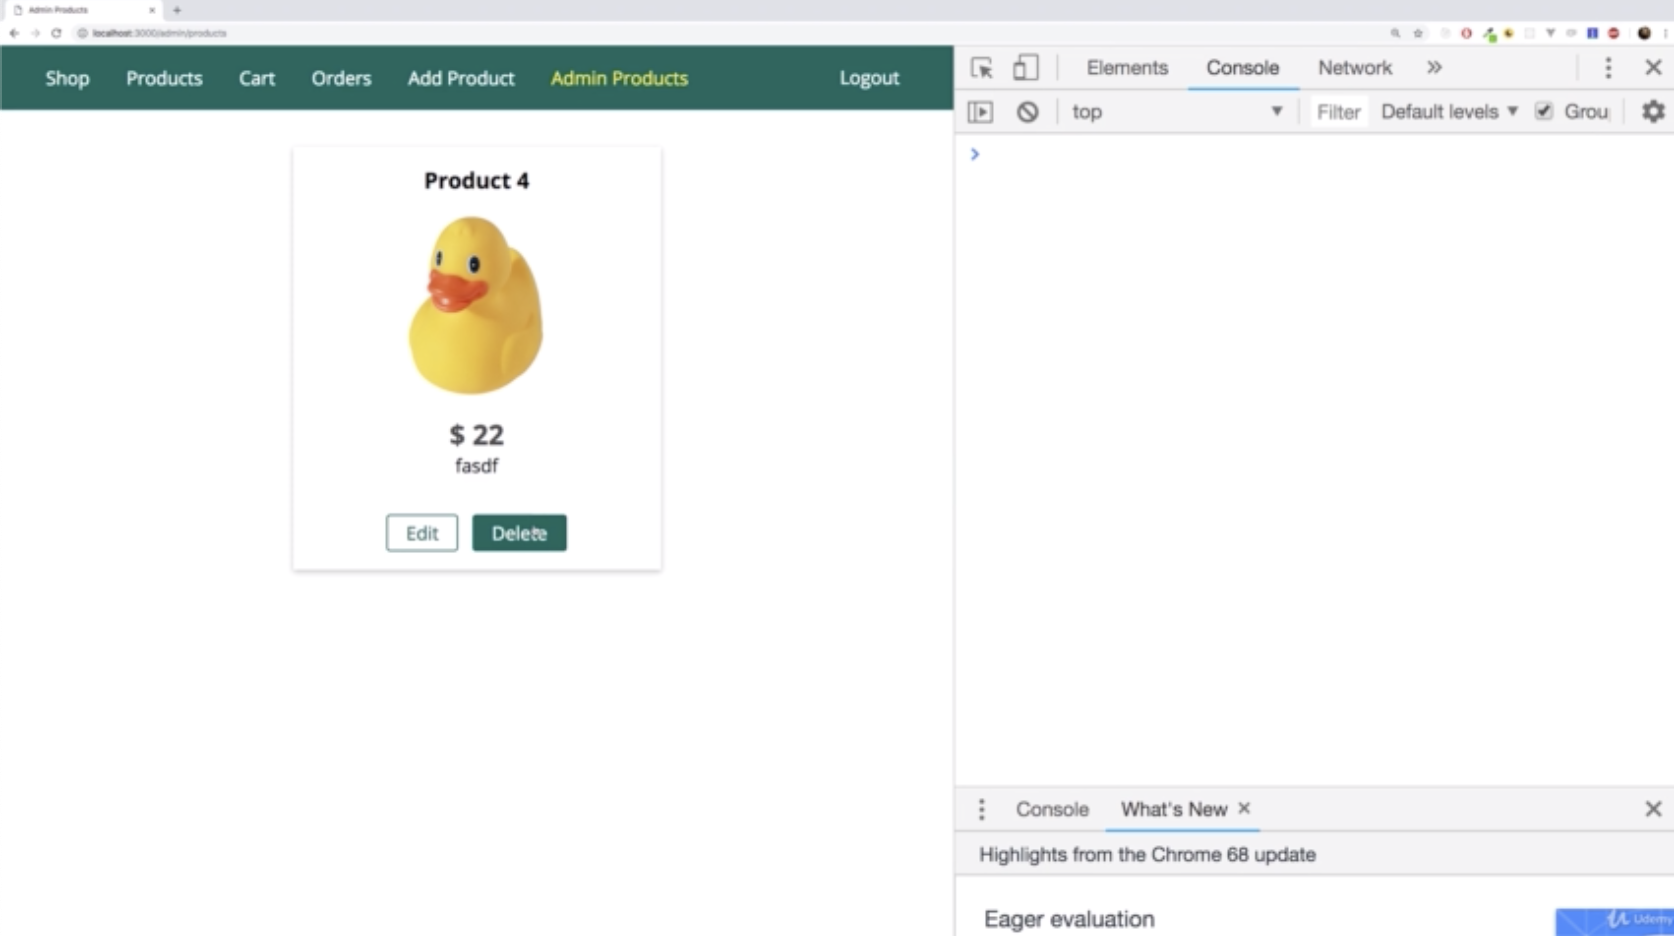 Admin Products
localhost:3000/admin/products
Shop Products Cart Orders Add Product Admin Products Logout
Elements Console Network
top Filter Default levels Grou
Product 4
$ 22
fasdf
Edit Delete
Console What's New
Highlights from the Chrome 68 update
Eager evaluation
Udemy